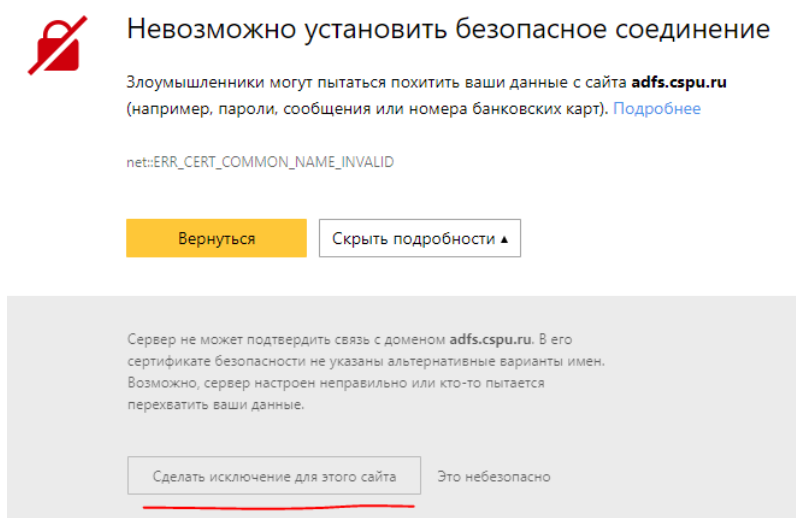 Невозможно установить безопасное соединение
Злоумышленники могут пытаться похитить ваши данные с сайта adfs.cspu.ru
(например, пароли, сообщения или номера банковских карт). Подробнее
net::ERR_CERT_COMMON_NAME_INVALID
Вернуться
Скрыть подробности ▴
Сервер не может подтвердить связь с доменом adfs.cspu.ru. В его
сертификате безопасности не указаны альтернативные варианты имен.
Возможно, сервер настроен неправильно или кто-то пытается
перехватить ваши данные.
Сделать исключение для этого сайта
Это небезопасно